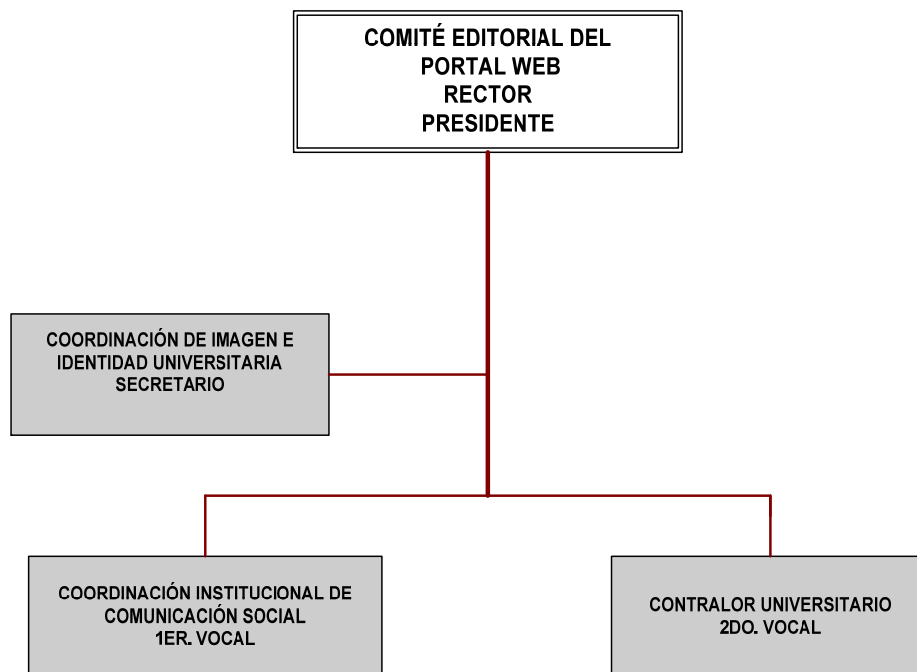 COMITÉ EDITORIAL DEL
PORTAL WEB
RECTOR
PRESIDENTE
COORDINACIÓN DE IMAGEN E
IDENTIDAD UNIVERSITARIA
SECRETARIO
COORDINACIÓN INSTITUCIONAL DE
COMUNICACIÓN SOCIAL
1ER. VOCAL
CONTRALOR UNIVERSITARIO
2DO. VOCAL